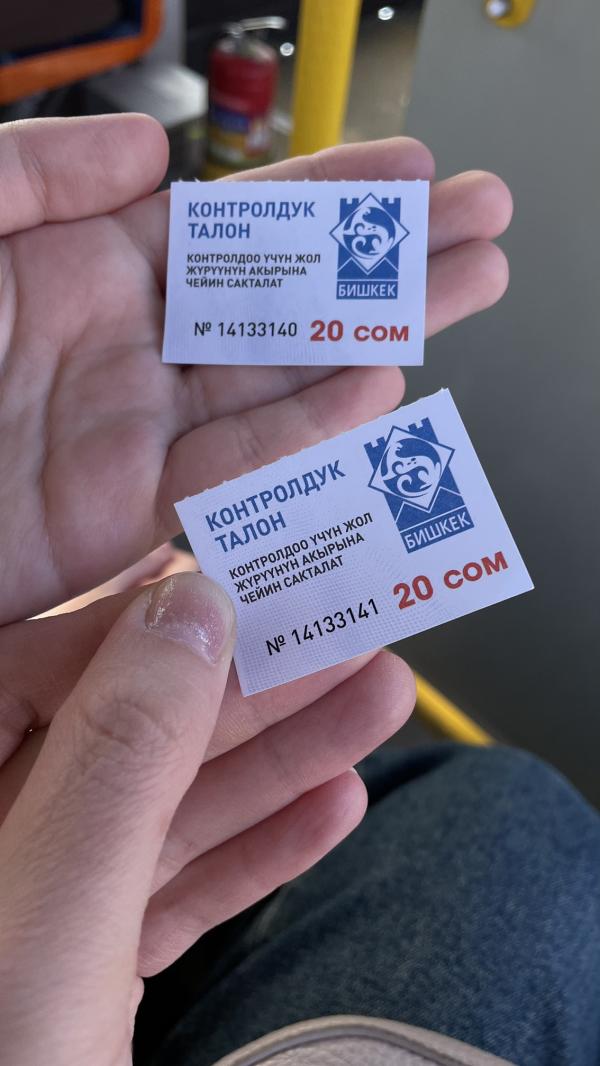 КОНТРОЛДУК
ТАЛОН
КОНТРОЛДОО ҮЧҮН ЖОЛ
ЖҮРҮҮНҮН АКЫРЫНА
ЧЕЙИН САКТАЛАТ
БИШКЕК
№ 14133140 20 СОМ
КОНТРОЛДУК
ТАЛОН
КОНТРОЛДОО ҮЧҮН ЖОЛ
ЖҮРҮҮНҮН АКЫРЫНА
ЧЕЙИН САКТАЛАТ
БИШКЕК
№ 14133141 20 СОМ